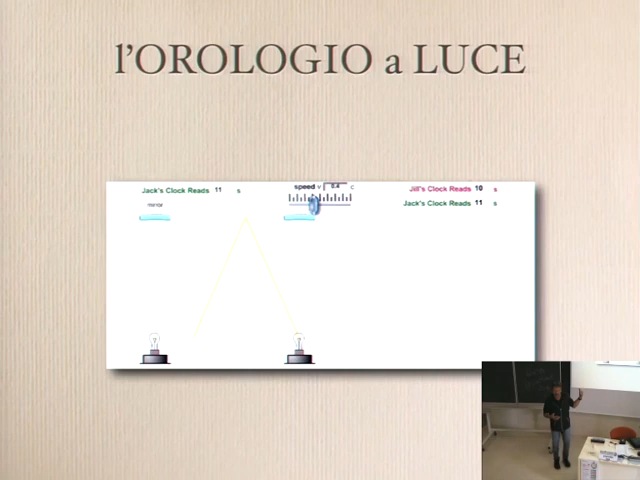 l'OROLOGIO a LUCE
Jack's Clock Reads 11 s
speed v 0.4 c
Jill's Clock Reads 10 s
mirror
Jack's Clock Reads 11 s